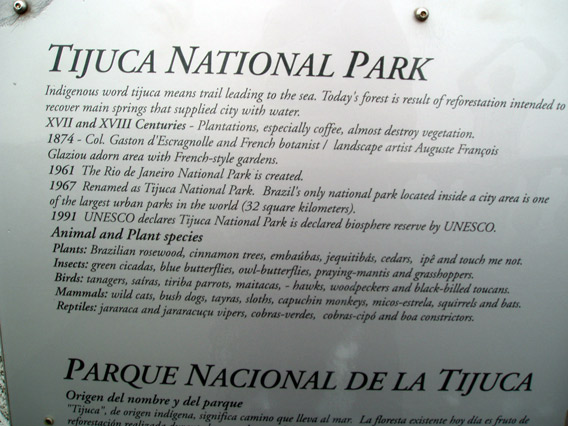 TIJUCA NATIONAL PARK
Indigenous word tijuca means trail leading to the sea. Today's forest is result of reforestation intended to
recover main springs that supplied city with water.
XVII and XVIII Centuries - Plantations, especially coffee, almost destroy vegetation.
1874 - Col. Gaston d'Escragnolle and French botanist / landscape artist Auguste François
Glaziou adorn area with French-style gardens.
1961 The Rio de Janeiro National Park is created.
1967 Renamed as Tijuca National Park. Brazil's only national park located inside a city area is one
of the largest urban parks in the world (32 square kilometers).
1991 UNESCO declares Tijuca National Park is declared biosphere reserve by UNESCO.
Animal and Plant species
Plants: Brazilian rosewood, cinnamon trees, embaúbas, jequitibás, cedars, ipê and touch me not.
Insects: green cicadas, blue butterflies, owl-butterflies, praying-mantis and grasshoppers.
Birds: tanagers, saíras, tiriba parrots, maitacas, - hawks, woodpeckers and black-billed toucans.
Mammals: wild cats, bush dogs, tayras, sloths, capuchin monkeys, micos-estrela, squirrels and bats.
Reptiles: jararaca and jararacuçu vipers, cobras-verdes, cobras-cipó and boa constrictors.
PARQUE NACIONAL DE LA TIJUCA
Origen del nombre y del parque
"Tijuca", de origen indígena, significa camino que lleva al mar. La floresta existente hoy día es fruto de
reforestación realizada